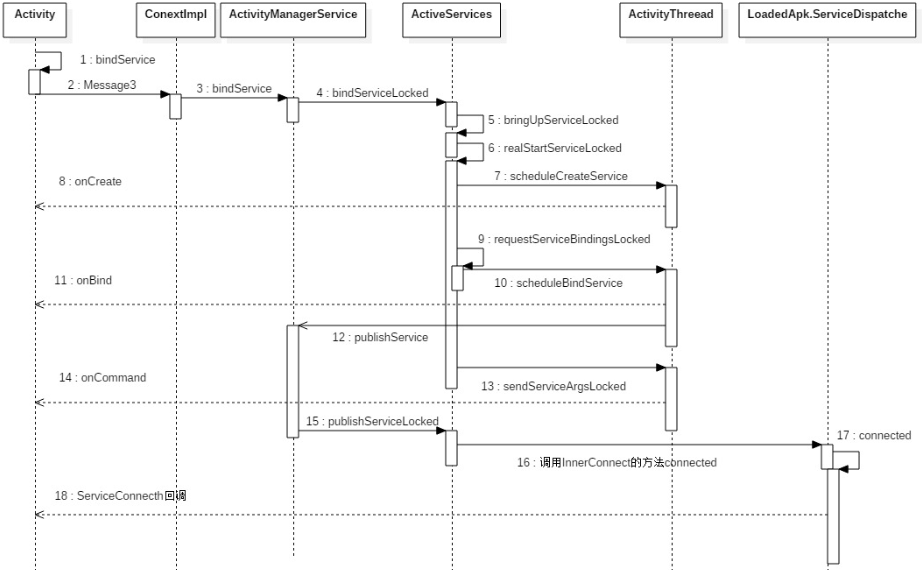 Activity
ConextImpl
ActivityManagerService
ActiveServices
ActivityThreead
LoadedApk.ServiceDispatche
1 : bindService
2 : Message3
3 : bindService
4 : bindServiceLocked
5 : bringUpServiceLocked
6 : realStartServiceLocked
7 : scheduleCreateService
8 : onCreate
9 : requestServiceBindingsLocked
10 : scheduleBindService
11 : onBind
12 : publishService
13 : sendServiceArgsLocked
14 : onCommand
15 : publishServiceLocked
16 : 调用InnerConnect的方法connected
17 : connected
18 : ServiceConnecth回调